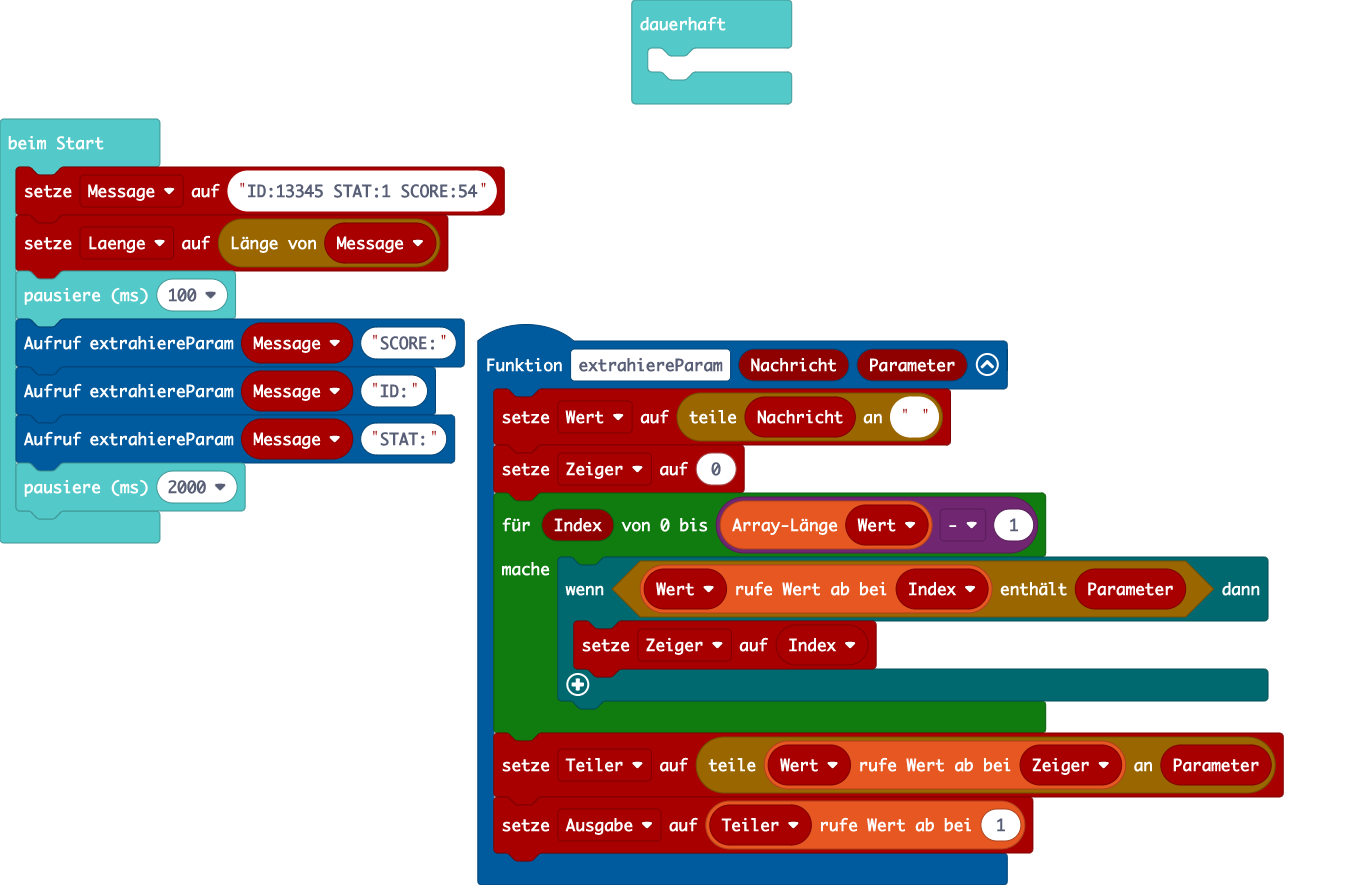 dauerhaft
beim Start
setze Message auf "ID:13345 STAT:1 SCORE:54"
setze Laenge auf Länge von Message
pausiere (ms) 100
Aufruf extrahiereParam Message "SCORE:"
Aufruf extrahiereParam Message "ID:"
Aufruf extrahiereParam Message "STAT:"
pausiere (ms) 2000
Funktion extrahiereParam Nachricht Parameter
setze Wert auf teile Nachricht an " "
setze Zeiger auf 0
für Index von 0 bis Array-Länge Wert - 1
mache
wenn Wert rufe Wert ab bei Index enthält Parameter dann
setze Zeiger auf Index
setze Teiler auf teile Wert rufe Wert ab bei Zeiger an Parameter
setze Ausgabe auf Teiler rufe Wert ab bei 1